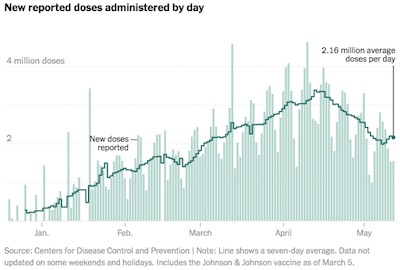 New reported doses administered by day
4 million doses
2.16 million average
doses per day
New doses
reported
2
Jan.
Feb.
March
April
May
Source: Centers for Disease Control and Prevention | Note: Line shows a seven-day average. Data not
updated on some weekends and holidays. Includes the Johnson & Johnson vaccine as of March 5.